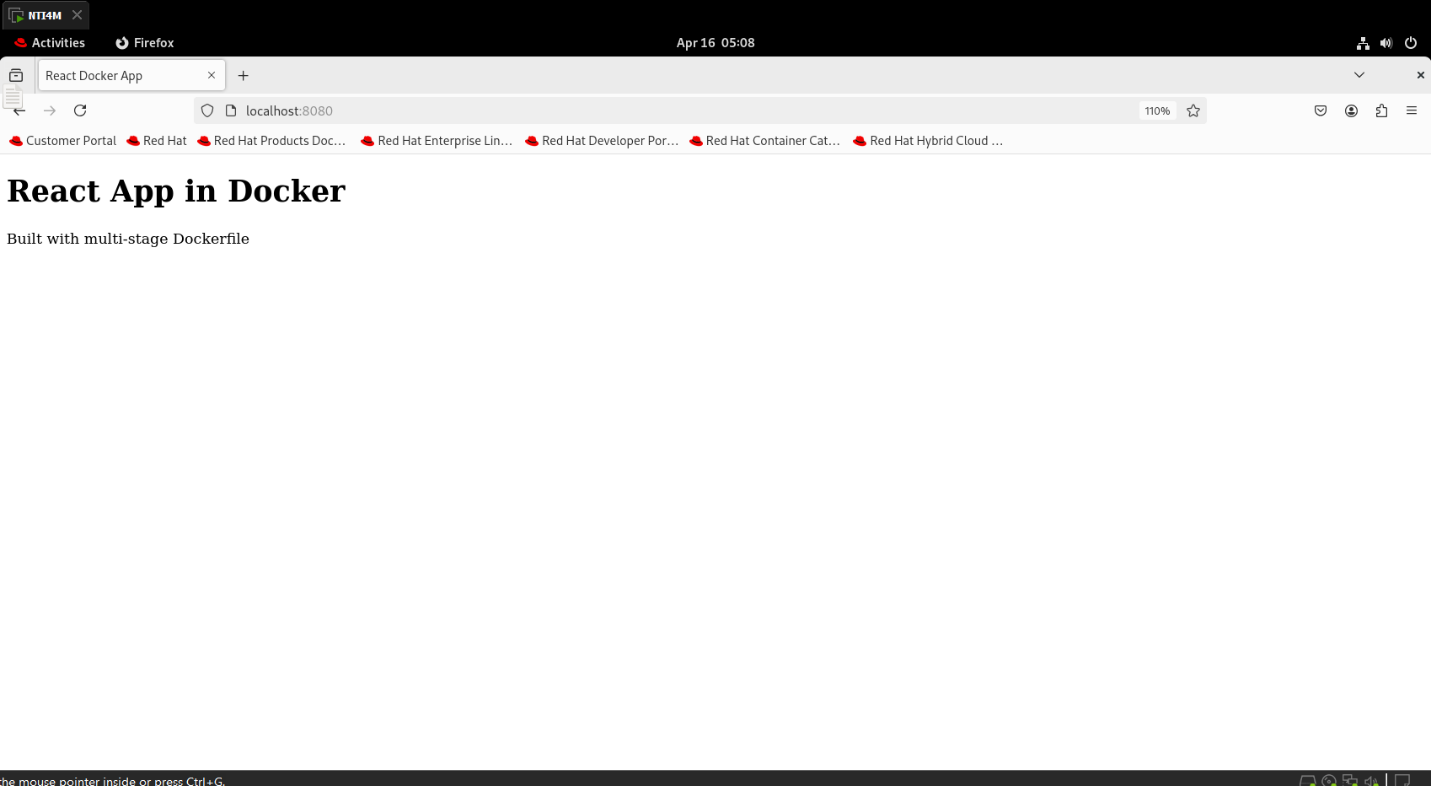 NTI4M
Activities Firefox Apr 16 05:08
React Docker App
localhost:8080 110%
Customer Portal Red Hat Red Hat Products Doc… Red Hat Enterprise Lin… Red Hat Developer Por… Red Hat Container Cat… Red Hat Hybrid Cloud …
React App in Docker
Built with multi-stage Dockerfile
the mouse pointer inside or press Ctrl+G.